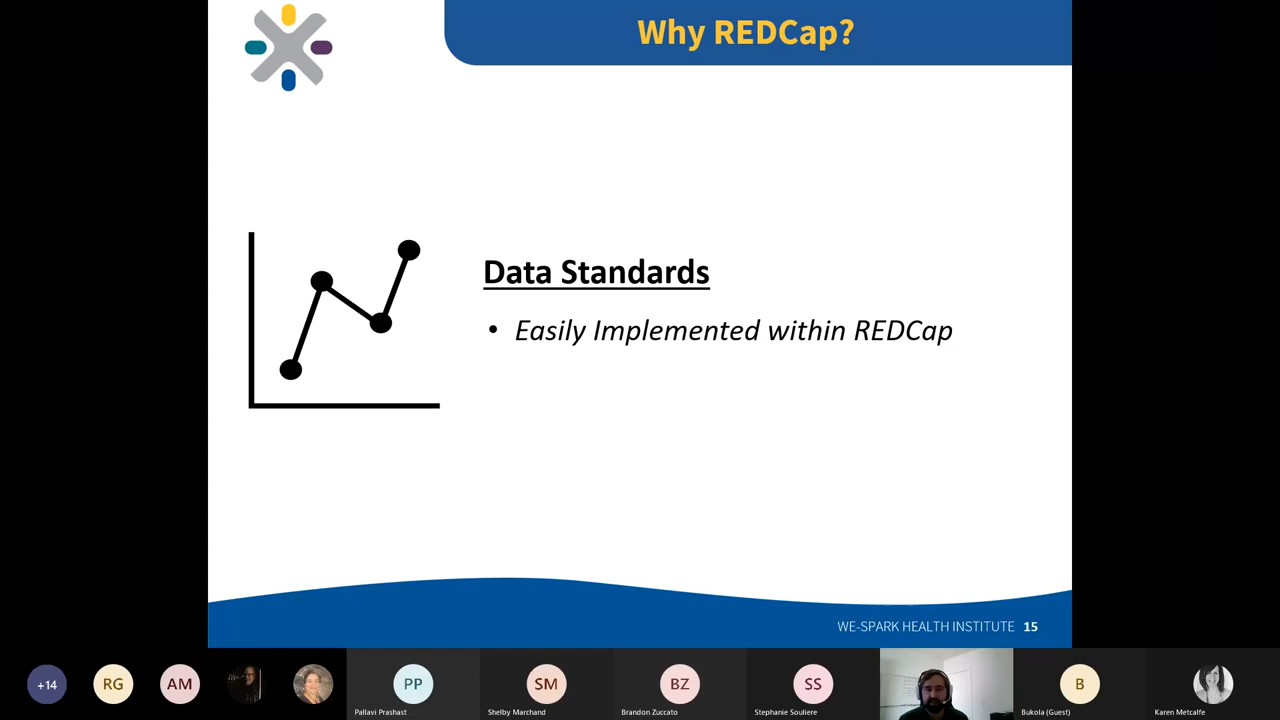 Why REDCap?
Data Standards
• Easily Implemented within REDCap
WE-SPARK HEALTH INSTITUTE 15
+14
RG
AM
PP
Pallavi Prashast
SM
Shelby Marchand
BZ
Brandon Zuccato
SS
Stephanie Souliere
B
Bukola (Guest)
Karen Metcalfe